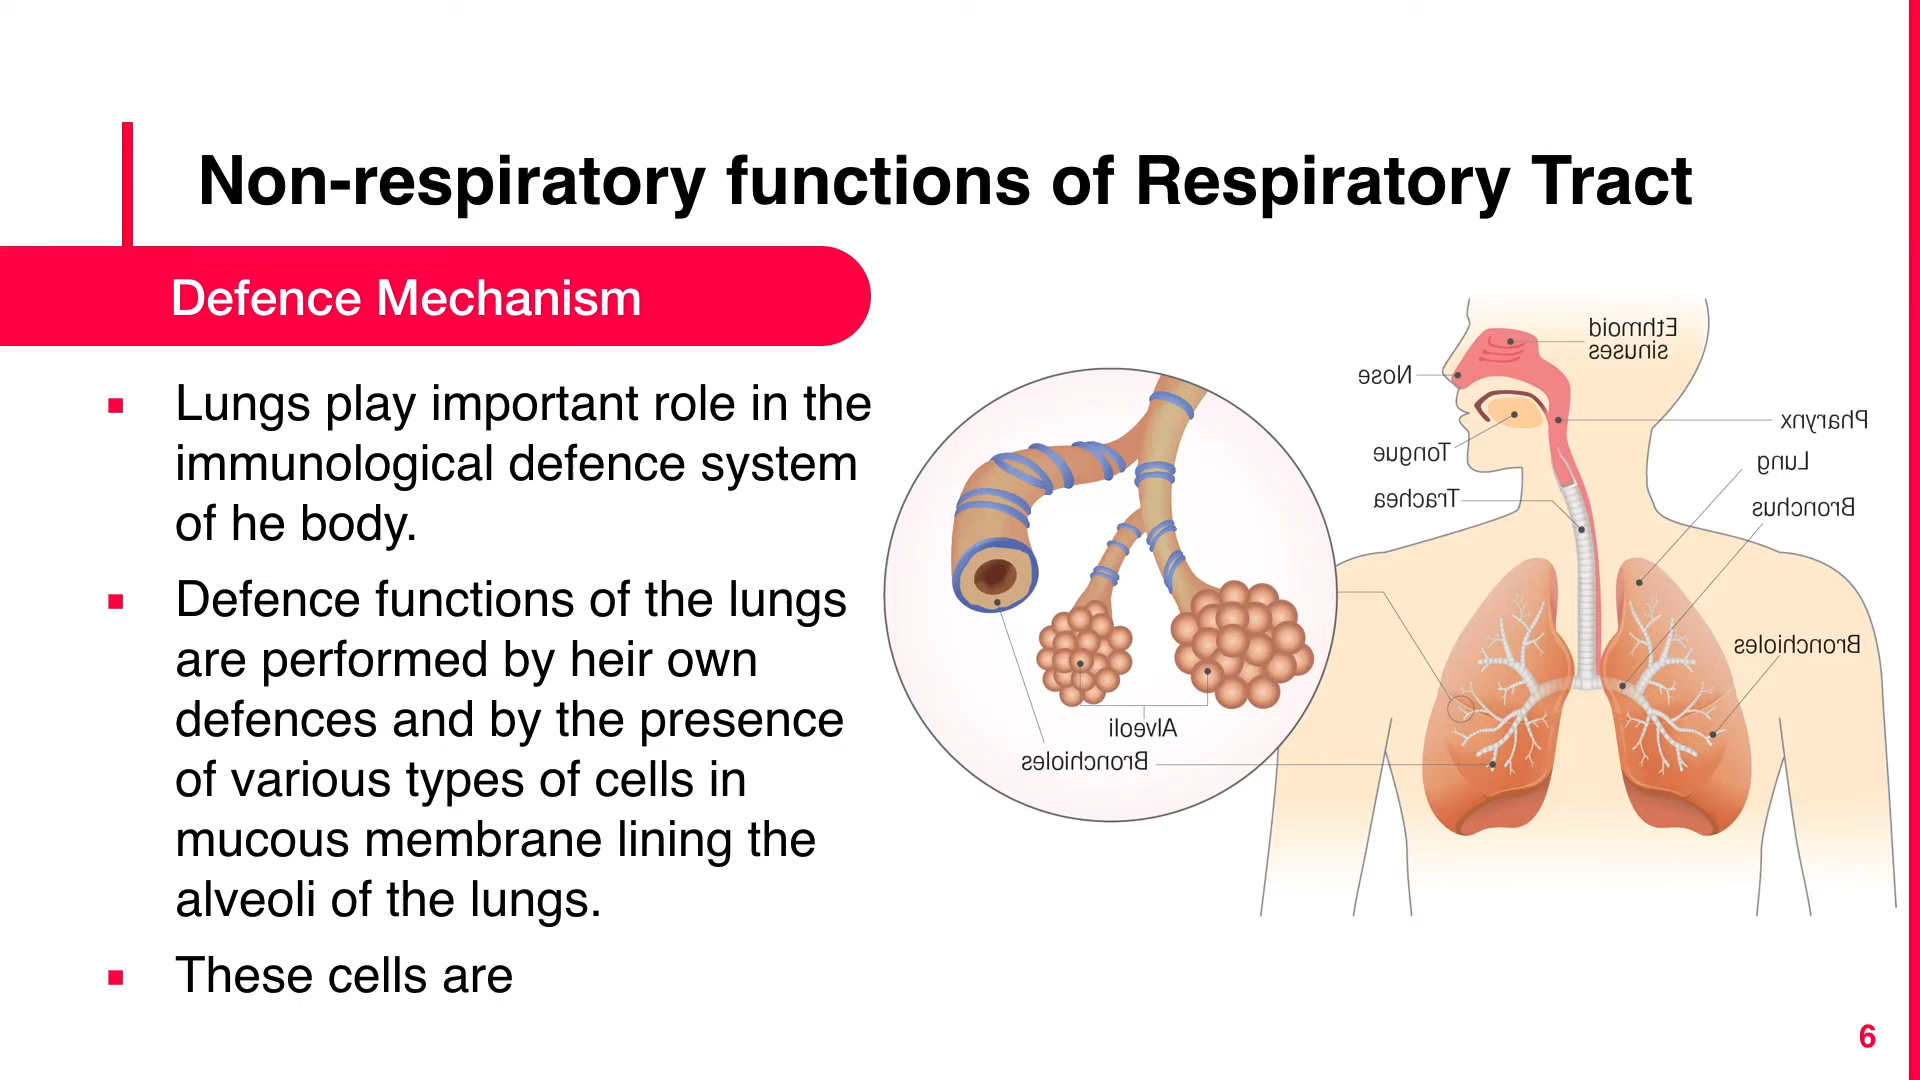 Non-respiratory functions of Respiratory Tract
Defence Mechanism
Lungs play important role in the
immunological defence system
of he body.
Defence functions of the lungs
are performed by heir own
defences and by the presence
of various types of cells in
mucous membrane lining the
alveoli of the lungs.
These cells are
Ethmoid
sinuses
Nose
Pharynx
Tongue
Lung
Trachea
Bronchus
Bronchioles
Alveoli
Bronchioles
6